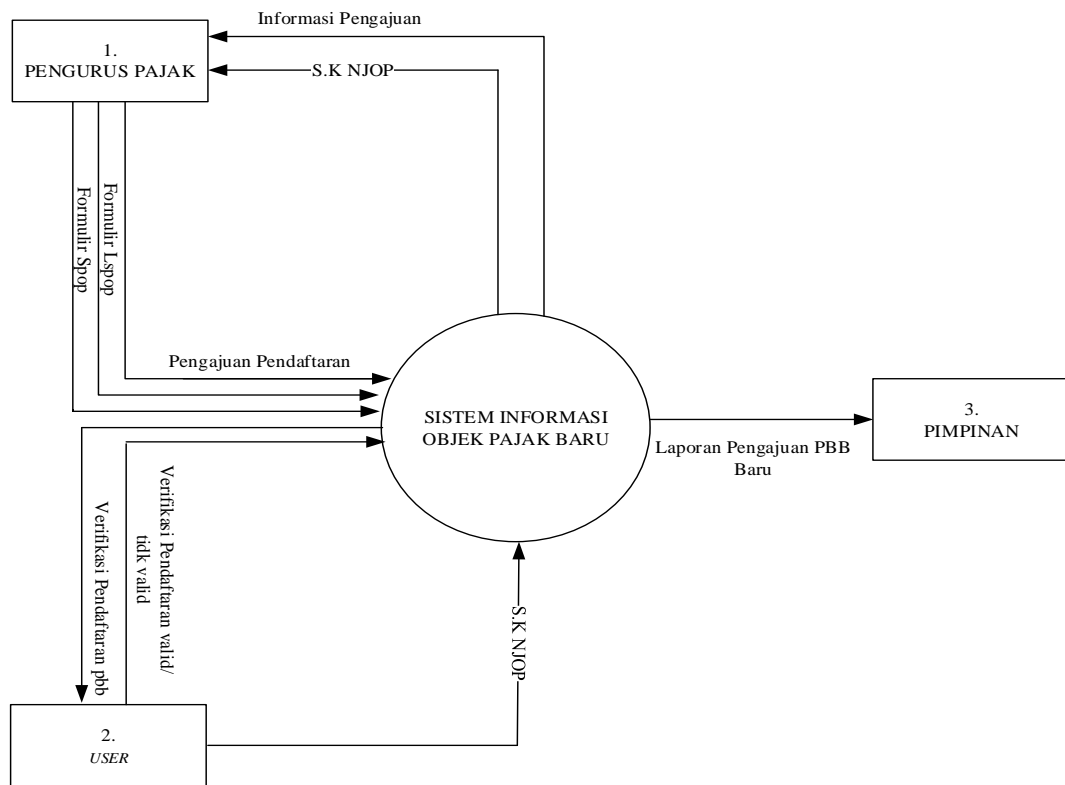 Informasi Pengajuan
1.
PENGURUS PAJAK
S.K NJOP
Formulir Spop
Formulir Lspop
Pengajuan Pendaftaran
SISTEM INFORMASI
OBJEK PAJAK BARU
3.
PIMPINAN
Laporan Pengajuan PBB
Baru
Verifikasi Pendaftaran pbb
Verifikasi Pendaftaran valid/
tidk valid
S.K NJOP
2.
USER